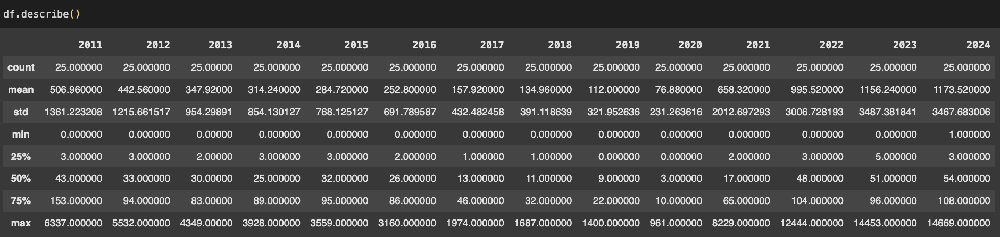 df.describe()
2011 2012 2013 2014 2015 2016 2017 2018 2019 2020 2021 2022 2023 2024
count 25.000000 25.000000 25.00000 25.000000 25.000000 25.000000 25.000000 25.000000 25.000000 25.000000 25.000000 25.000000 25.000000 25.000000
mean 506.960000 442.560000 347.92000 314.240000 284.720000 252.800000 157.920000 134.960000 112.000000 76.880000 658.320000 995.520000 1156.240000 1173.520000
std 1361.223208 1215.661517 954.29891 854.130127 768.125127 691.789587 432.482458 391.118639 321.952636 231.263616 2012.697293 3006.728193 3487.381841 3467.683006
min 0.000000 0.000000 0.00000 0.000000 0.000000 0.000000 0.000000 0.000000 0.000000 0.000000 0.000000 0.000000 0.000000 1.000000
25% 3.000000 3.000000 2.00000 3.000000 3.000000 2.000000 1.000000 1.000000 0.000000 0.000000 2.000000 3.000000 5.000000 3.000000
50% 43.000000 33.000000 30.00000 25.000000 32.000000 26.000000 13.000000 11.000000 9.000000 3.000000 17.000000 48.000000 51.000000 54.000000
75% 153.000000 94.000000 83.00000 89.000000 95.000000 86.000000 46.000000 32.000000 22.000000 10.000000 65.000000 104.000000 96.000000 108.000000
max 6337.000000 5532.000000 4349.00000 3928.000000 3559.000000 3160.000000 1974.000000 1687.000000 1400.000000 961.000000 8229.000000 12444.000000 14453.000000 14669.000000